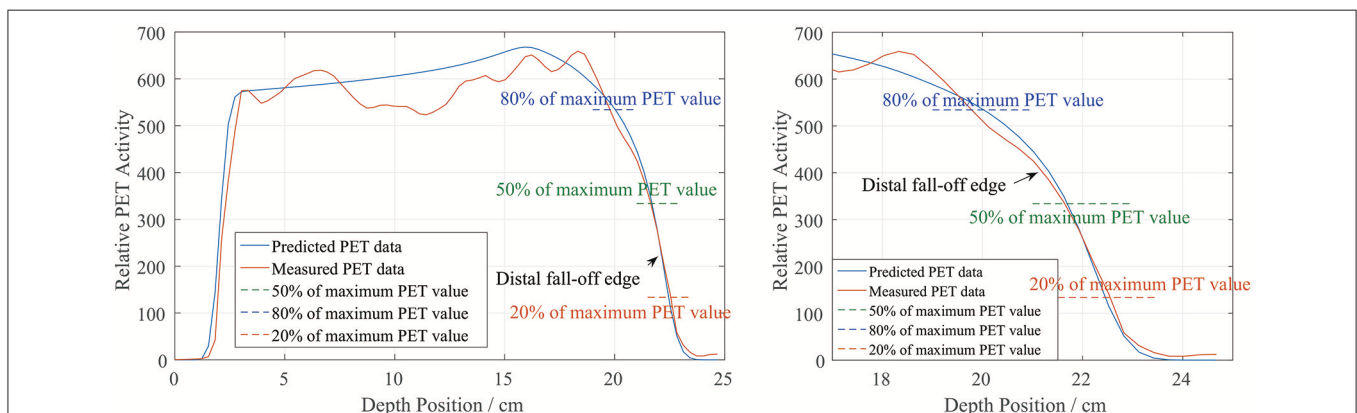 700
600
500
400
300
200
100
0
Relative PET Activity
80% of maximum PET value
50% of maximum PET value
Distal fall-off edge
20% of maximum PET value
Predicted PET data
Measured PET data
50% of maximum PET value
80% of maximum PET value
20% of maximum PET value
0 5 10 15 20 25
Depth Position / cm
700
600
500
400
300
200
100
0
Relative PET Activity
80% of maximum PET value
Distal fall-off edge
50% of maximum PET value
20% of maximum PET value
Predicted PET data
Measured PET data
50% of maximum PET value
80% of maximum PET value
20% of maximum PET value
18 20 22 24
Depth Position / cm